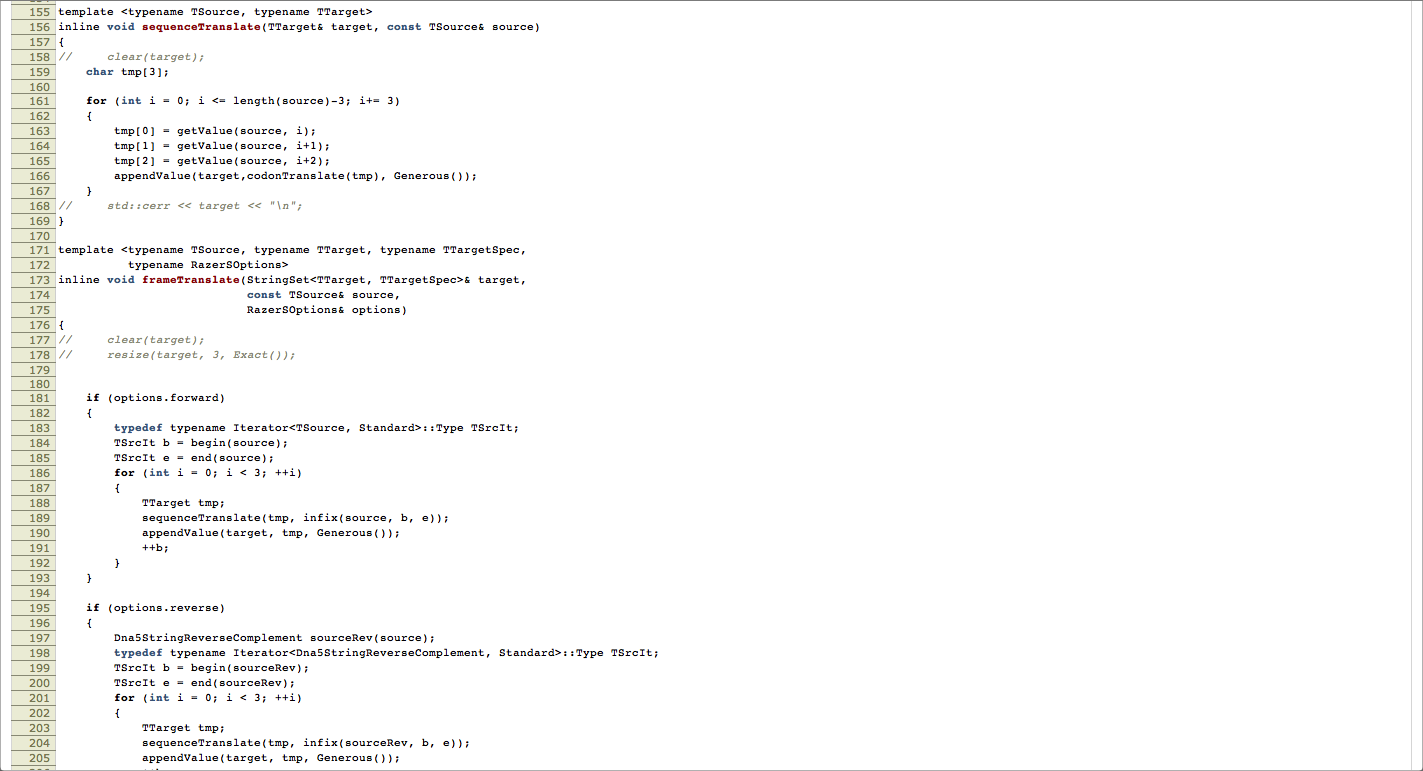 155 template <typename TSource, typename TTarget>
156 inline void sequenceTranslate(TTarget& target, const TSource& source)
157 {
158 //     clear(target);
159     char tmp[3];
160
161     for (int i = 0; i <= length(source)-3; i+= 3)
162     {
163         tmp[0] = getValue(source, i);
164         tmp[1] = getValue(source, i+1);
165         tmp[2] = getValue(source, i+2);
166         appendValue(target,codonTranslate(tmp), Generous());
167     }
168 //     std::cerr << target << "\n";
169 }
170
171 template <typename TSource, typename TTarget, typename TTargetSpec,
172           typename RazerSOptions>
173 inline void frameTranslate(StringSet<TTarget, TTargetSpec>& target,
174                            const TSource& source,
175                            RazerSOptions& options)
176 {
177 //     clear(target);
178 //     resize(target, 3, Exact());
179
180
181     if (options.forward)
182     {
183         typedef typename Iterator<TSource, Standard>::Type TSrcIt;
184         TSrcIt b = begin(source);
185         TSrcIt e = end(source);
186         for (int i = 0; i < 3; ++i)
187         {
188             TTarget tmp;
189             sequenceTranslate(tmp, infix(source, b, e));
190             appendValue(target, tmp, Generous());
191             ++b;
192         }
193     }
194
195     if (options.reverse)
196     {
197         Dna5StringReverseComplement sourceRev(source);
198         typedef typename Iterator<Dna5StringReverseComplement, Standard>::Type TSrcIt;
199         TSrcIt b = begin(sourceRev);
200         TSrcIt e = end(sourceRev);
201         for (int i = 0; i < 3; ++i)
202         {
203             TTarget tmp;
204             sequenceTranslate(tmp, infix(sourceRev, b, e));
205             appendValue(target, tmp, Generous());